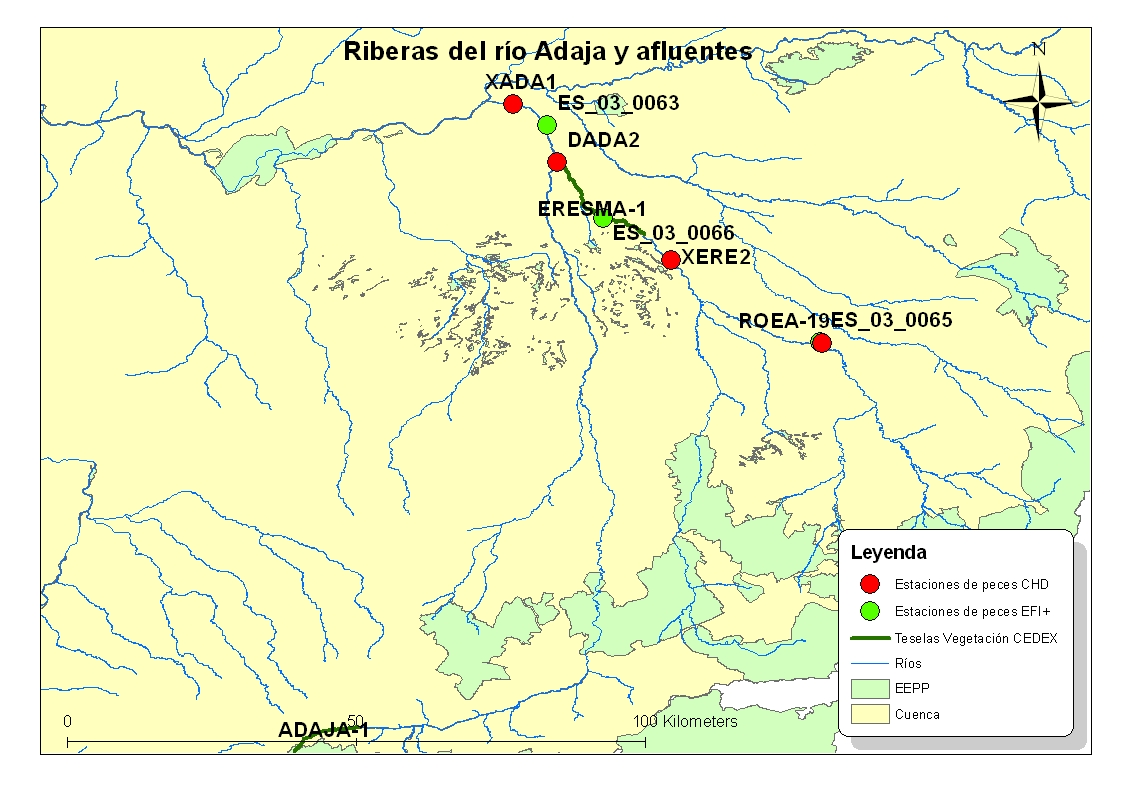 Riberas del río Adaja y afluentes
N
XADA1
ES_03_0063
DADA2
ERESMA-1
ES_03_0066
XERE2
ROEA-19ES_03_0065
Leyenda
Estaciones de peces CHD
Estaciones de peces EFI+
Teselas Vegetación CEDEX
Ríos
EEPP
Cuenca
0 50 100 Kilometers
ADAJA-1